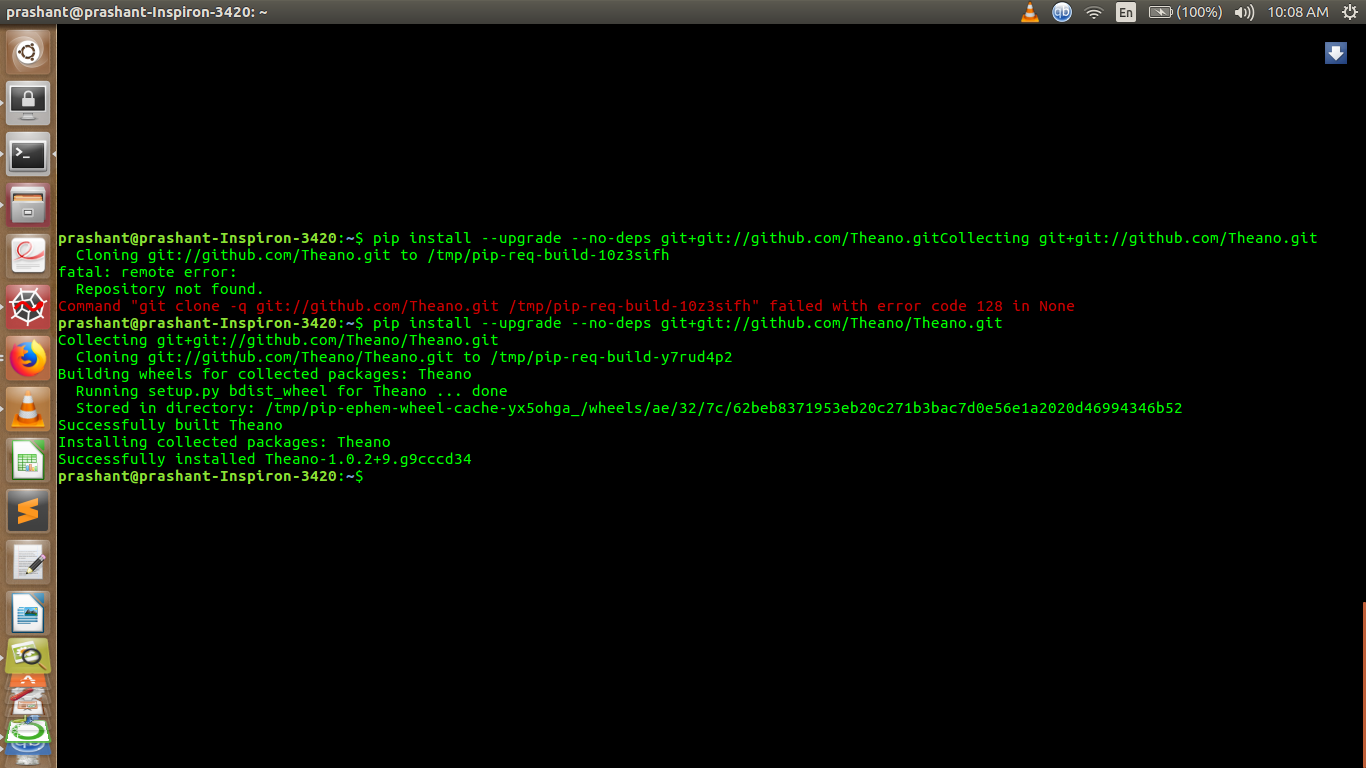 prashant@prashant-Inspiron-3420: ~
En
(100%)
10:08 AM
prashant@prashant-Inspiron-3420:~$ pip install --upgrade --no-deps git+git://github.com/Theano.gitCollecting git+git://github.com/Theano.git
  Cloning git://github.com/Theano.git to /tmp/pip-req-build-10z3sifh
fatal: remote error:
  Repository not found.
Command "git clone -q git://github.com/Theano.git /tmp/pip-req-build-10z3sifh" failed with error code 128 in None
prashant@prashant-Inspiron-3420:~$ pip install --upgrade --no-deps git+git://github.com/Theano/Theano.git
Collecting git+git://github.com/Theano/Theano.git
  Cloning git://github.com/Theano/Theano.git to /tmp/pip-req-build-y7rud4p2
Building wheels for collected packages: Theano
  Running setup.py bdist_wheel for Theano ... done
  Stored in directory: /tmp/pip-ephem-wheel-cache-yx5ohga_/wheels/ae/32/7c/62beb8371953eb20c271b3bac7d0e56e1a2020d46994346b52
Successfully built Theano
Installing collected packages: Theano
Successfully installed Theano-1.0.2+9.g9cccd34
prashant@prashant-Inspiron-3420:~$